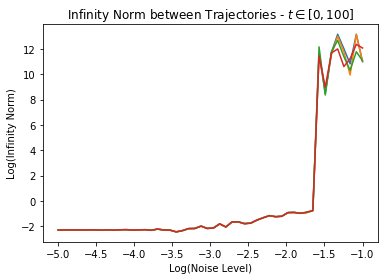 Infinity Norm between Trajectories - $t \in [0, 100]$
Log(Infinity Norm)
12
10
8
6
4
2
0
−2
−5.0 −4.5 −4.0 −3.5 −3.0 −2.5 −2.0 −1.5 −1.0
Log(Noise Level)